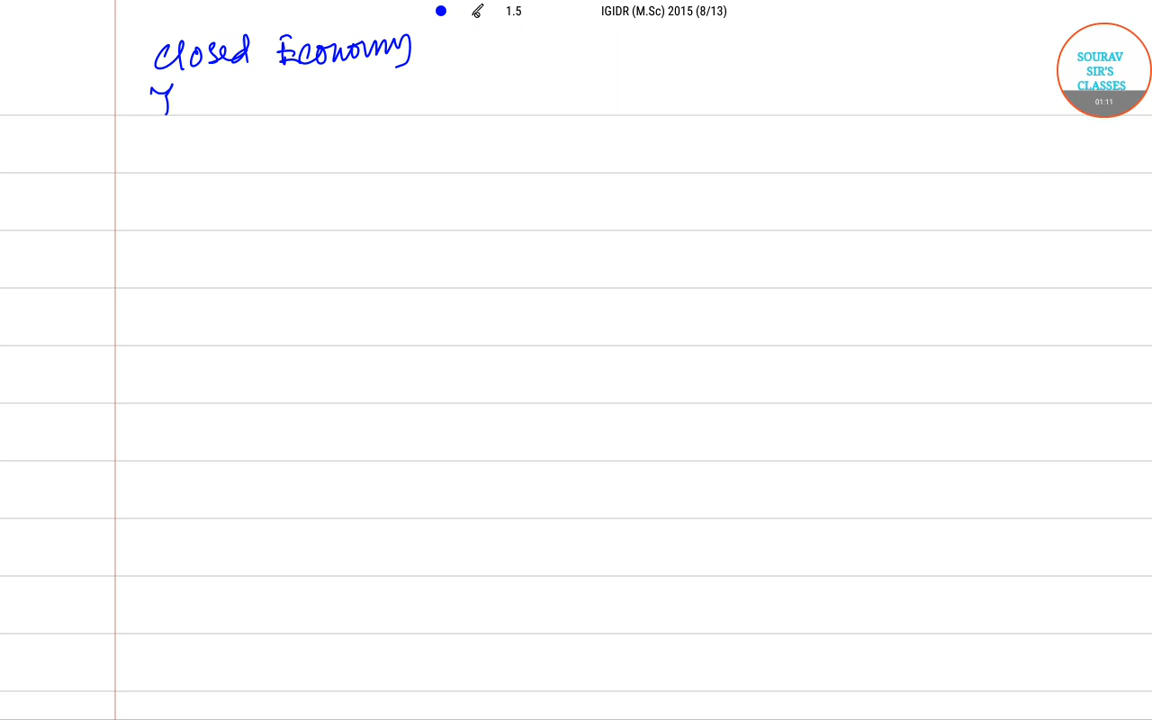 1.5 IGIDR (M.Sc) 2015 (8/13)
Closed Economy
Y
SOURAV
SIR'S
CLASSES
01:11